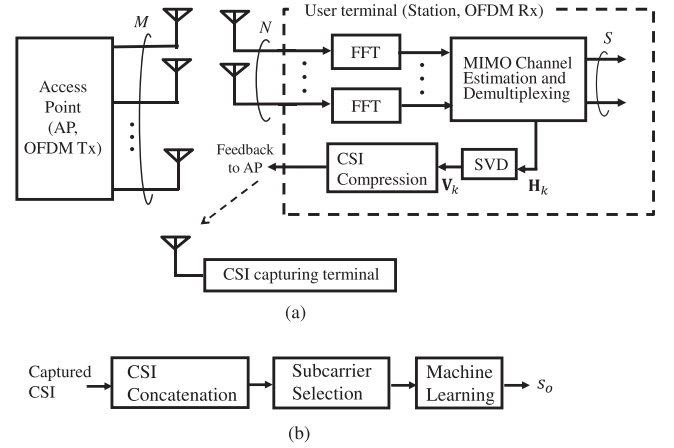 User terminal (Station, OFDM Rx)
M
N
S
Access
Point
(AP,
OFDM Tx)
FFT
FFT
MIMO Channel
Estimation and
Demultiplexing
Feedback
to AP
CSI
Compression
SVD
V_k
H_k
CSI capturing terminal
(a)
Captured
CSI
CSI
Concatenation
Subcarrier
Selection
Machine
Learning
s_o
(b)